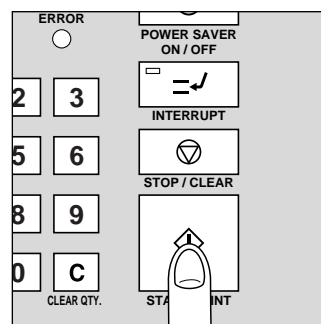 ERROR
POWER SAVER
ON / OFF
2 3
INTERRUPT
5 6
STOP / CLEAR
8 9
0 C
CLEAR QTY.